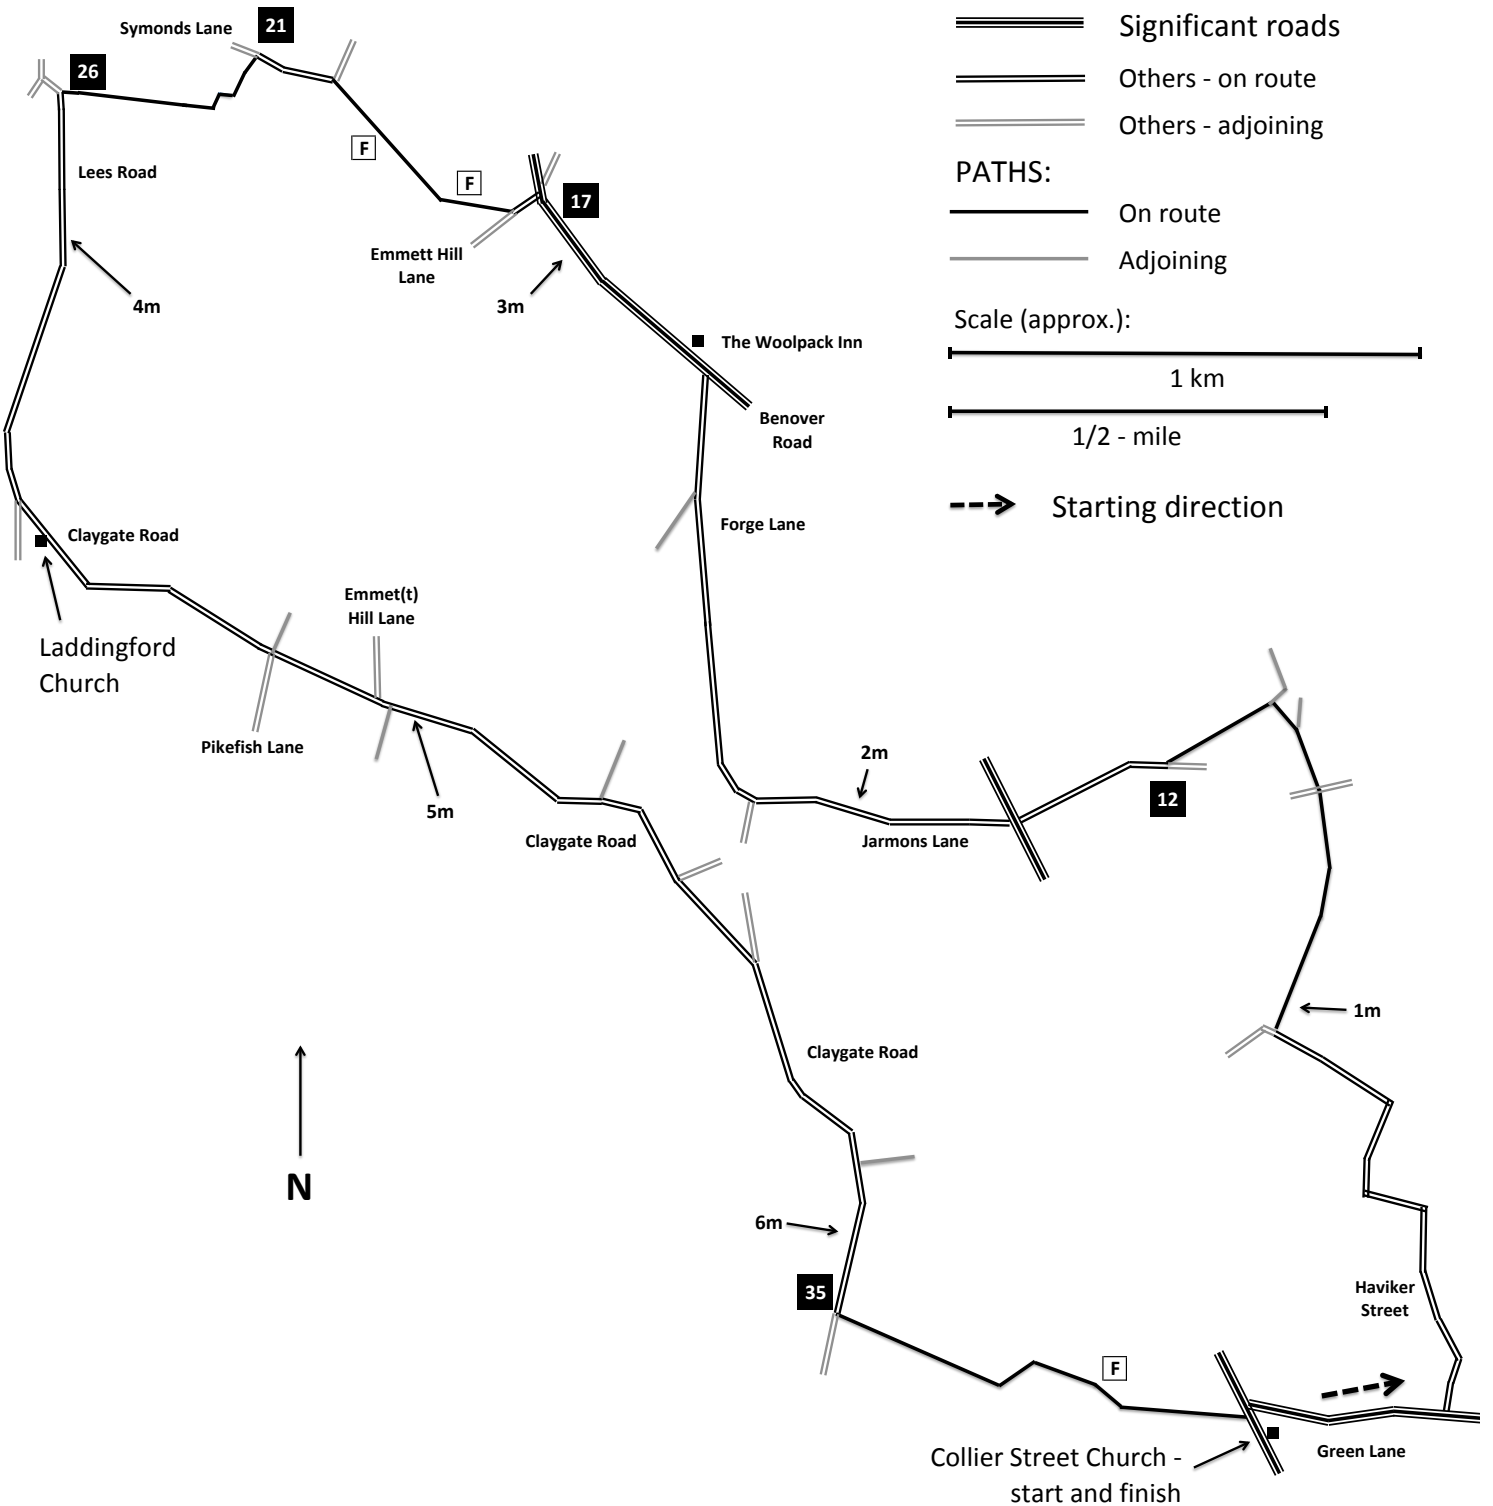 Symonds Lane
21
26
Significant roads
Others - on route
Others - adjoining
PATHS:
On route
Adjoining
Scale (approx.):
1 km
1/2 - mile
Starting direction
F
Lees Road
F
17
Emmett Hill
Lane
4m
3m
The Woolpack Inn
Benover
Road
Forge Lane
Claygate Road
Emmet(t)
Hill Lane
Laddingford
Church
Pikefish Lane
2m
12
5m
Claygate Road
Jarmons Lane
1m
Claygate Road
N
6m
35
Haviker
Street
F
Green Lane
Collier Street Church -
start and finish